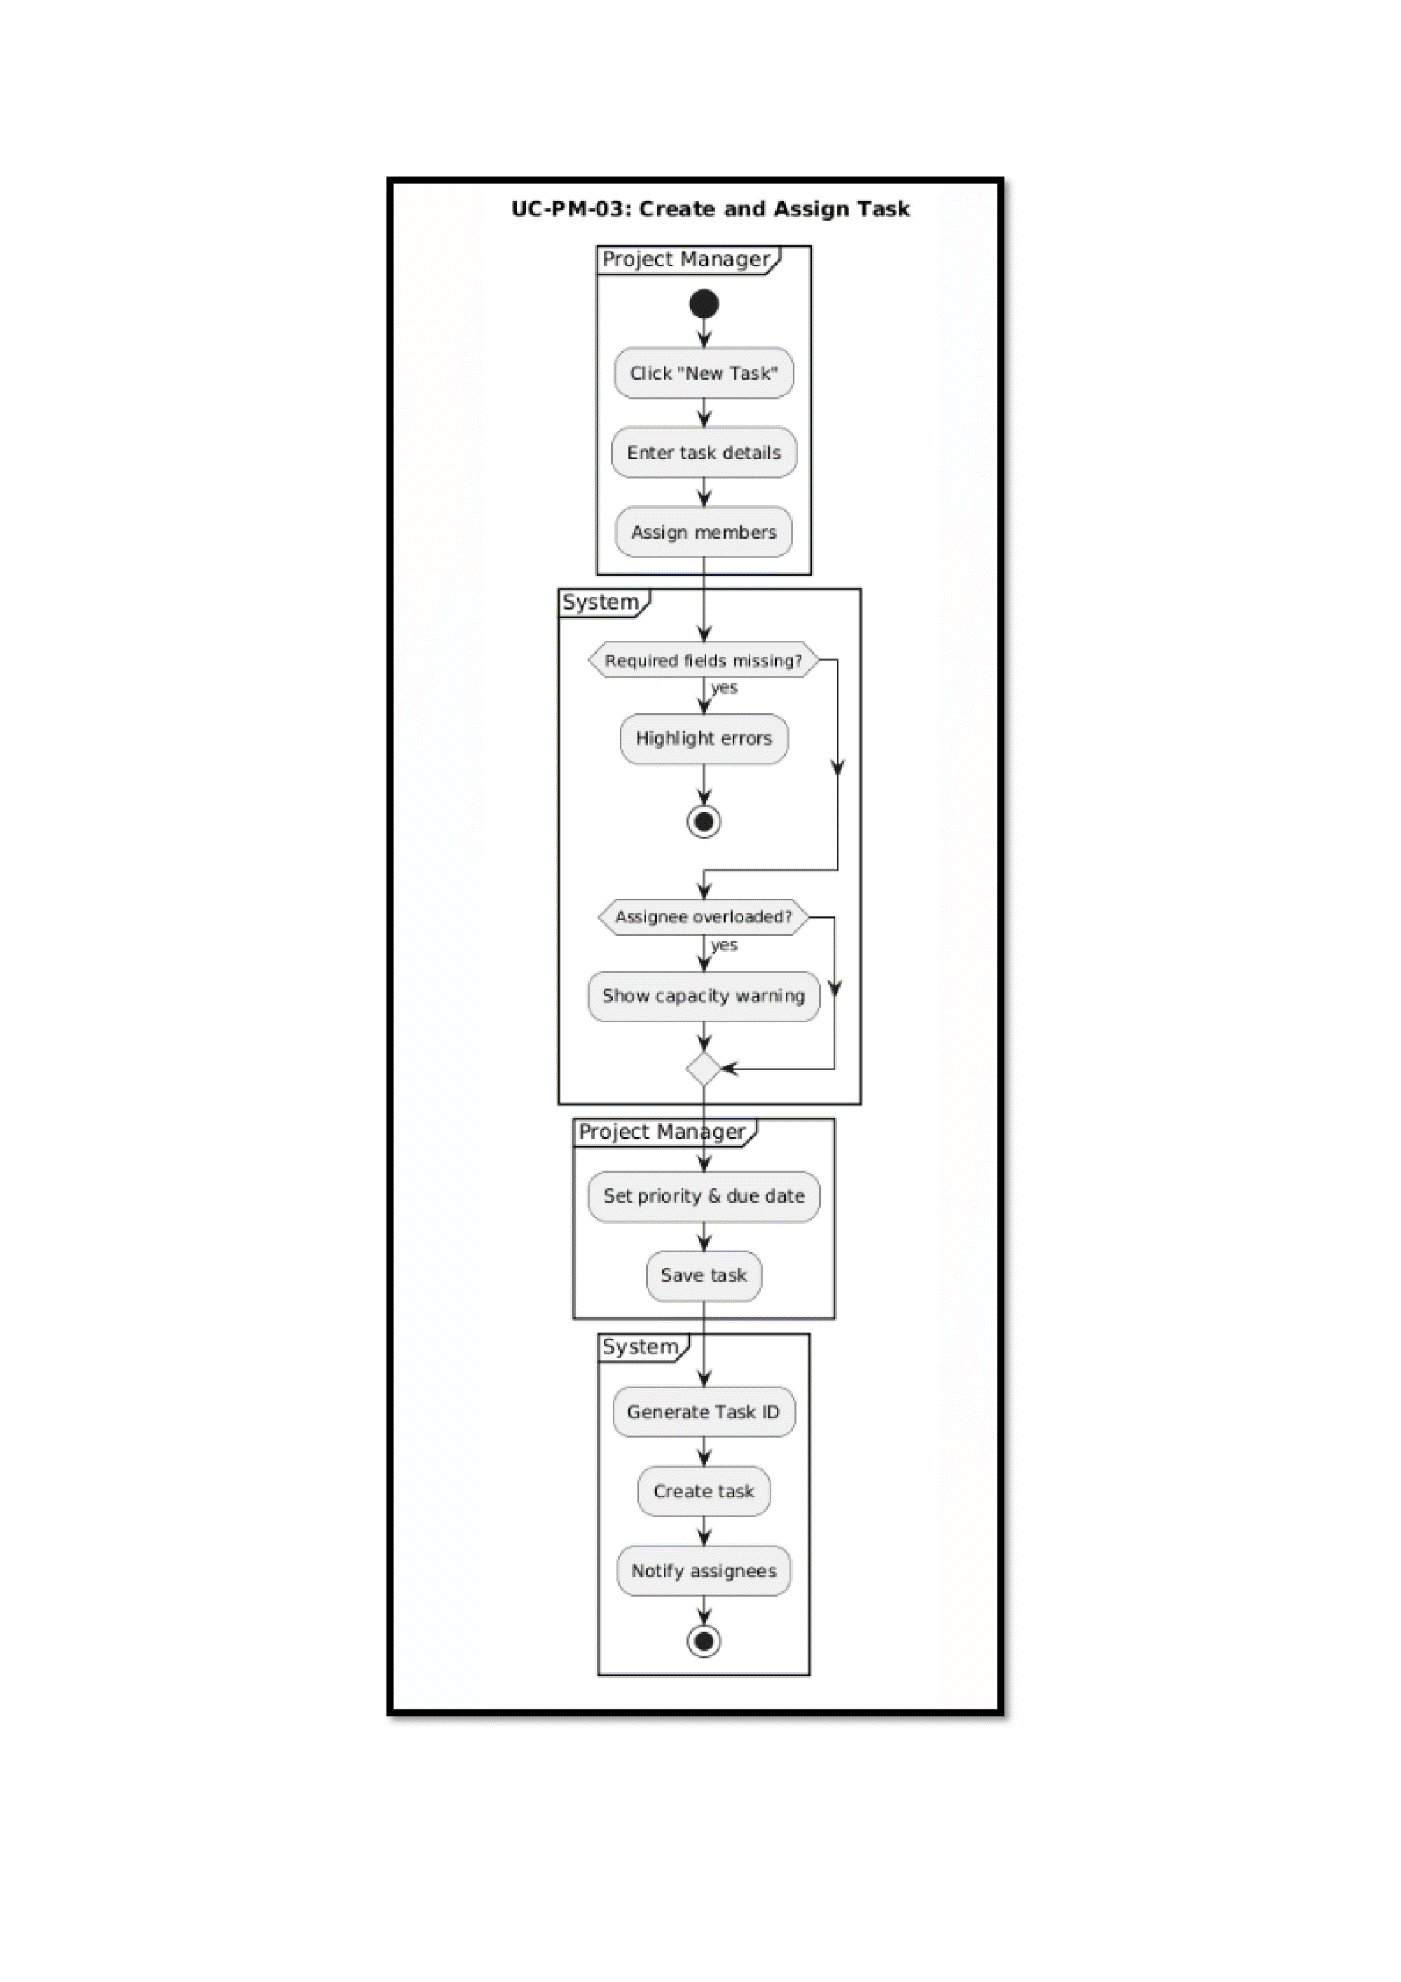 UC-PM-03: Create and Assign Task
Project Manager
Click "New Task"
Enter task details
Assign members
System
Required fields missing?
yes
Highlight errors
Assignee overloaded?
yes
Show capacity warning
Project Manager
Set priority & due date
Save task
System
Generate Task ID
Create task
Notify assignees